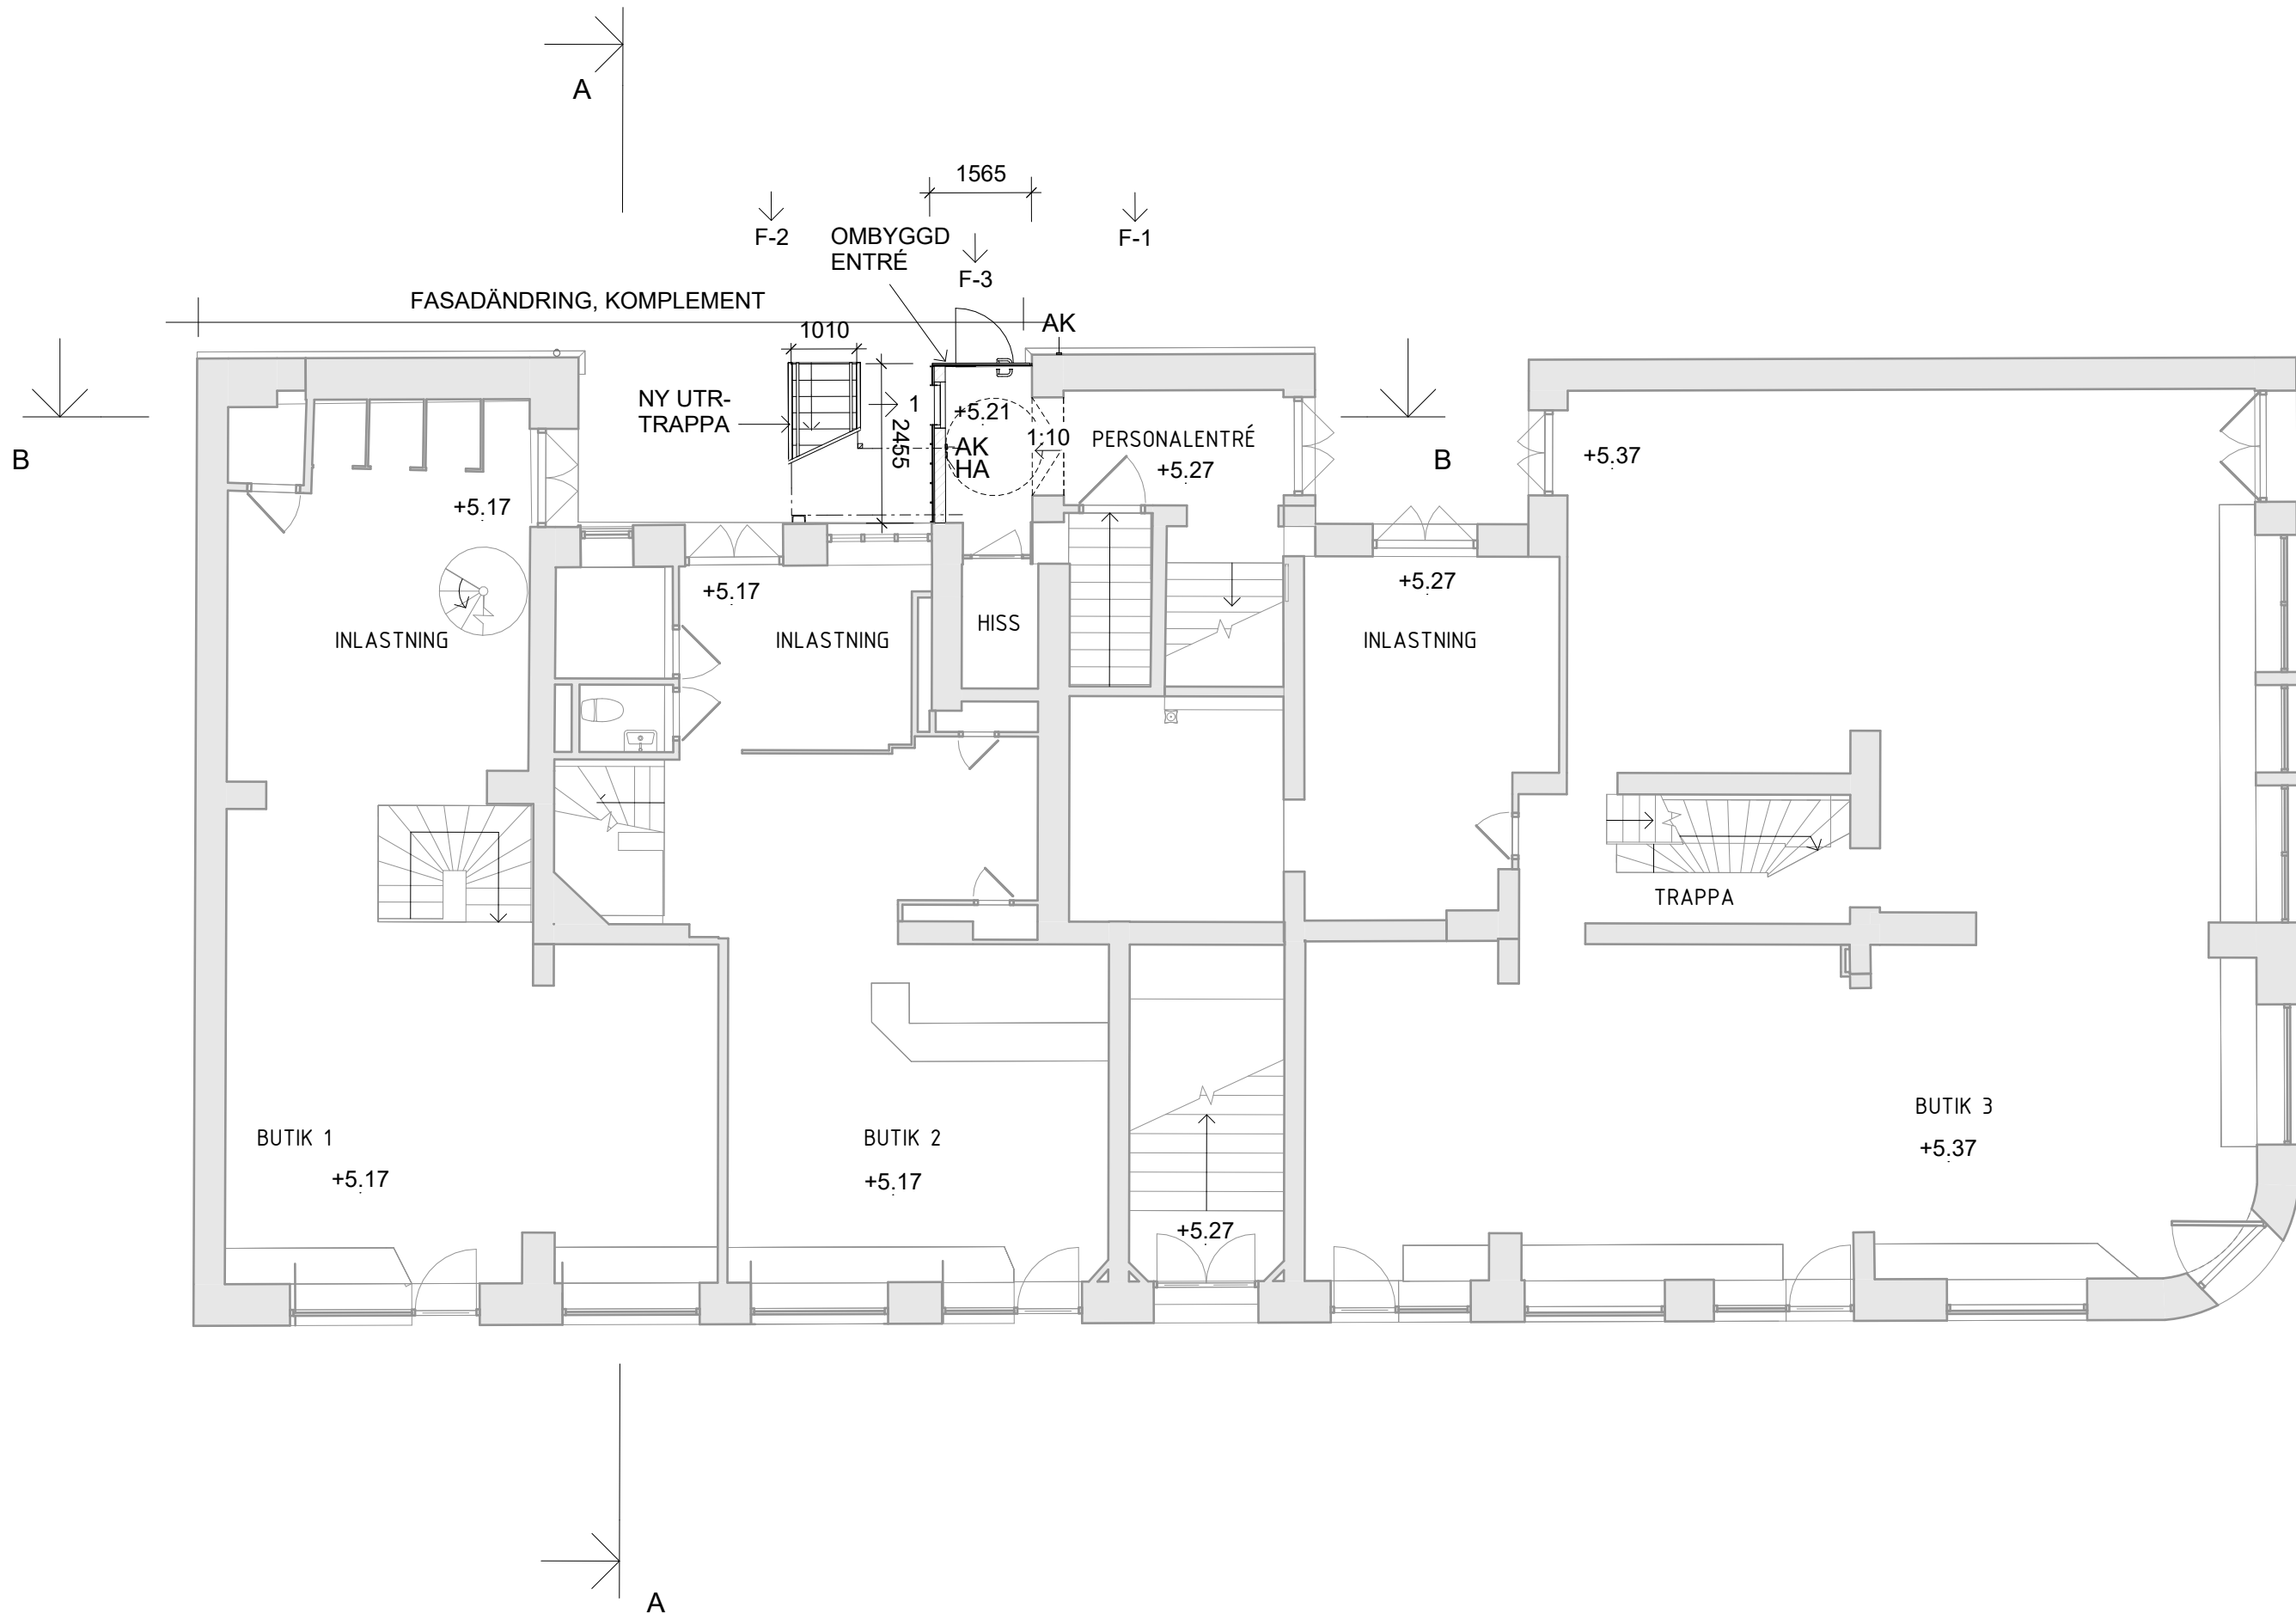 A
1565
F-2
OMBYGGD
ENTRÉ
F-1
F-3
FASADÄNDRING, KOMPLEMENT
1010
AK
NY UTR-
TRAPPA
1
2455
+5.21
1:10
AK
HA
PERSONALENTRÉ
+5.27
B
B
+5.37
+5.17
+5.17
+5.27
INLASTNING
INLASTNING
HISS
INLASTNING
TRAPPA
BUTIK 1
+5.17
BUTIK 2
+5.17
BUTIK 3
+5.37
+5.27
A